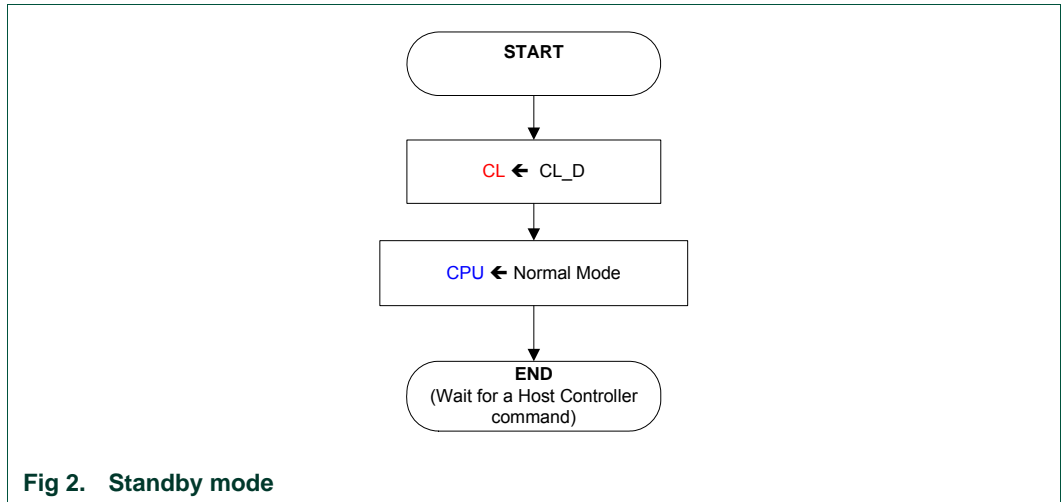 START
CL 🡸 CL_D
CPU 🡸 Normal Mode
END
(Wait for a Host Controller
command)
Fig 2. Standby mode